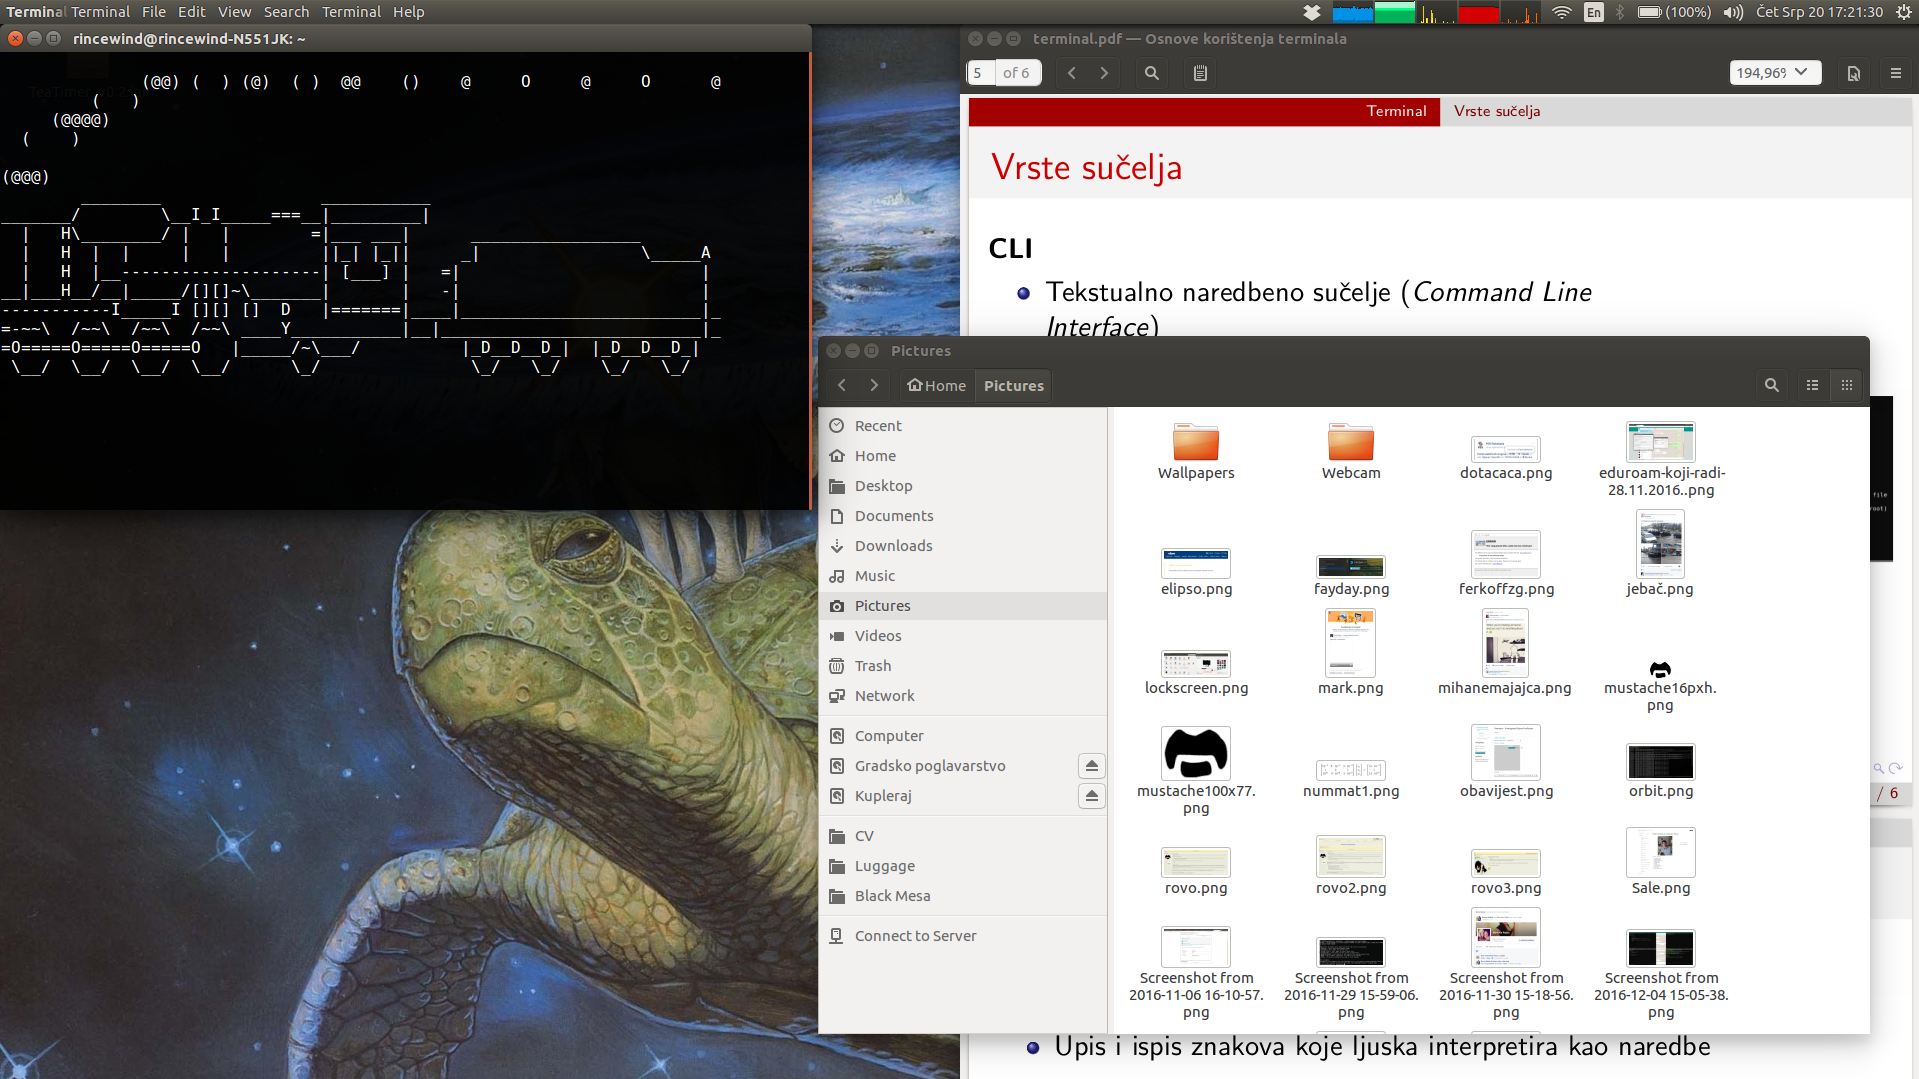 Terminal Terminal File Edit View Search Terminal Help
En (100%) Čet Srp 20 17:21:30
rincewind@rincewind-N551JK: ~
terminal.pdf — Osnove korištenja terminala
5 of 6 194,96%
Terminal Vrste sučelja
Vrste sučelja
CLI
Tekstualno naredbeno sučelje (Command Line
Interface)
Pictures
Home Pictures
Recent
Home
Desktop
Documents
Downloads
Music
Pictures
Videos
Trash
Network
Computer
Gradsko poglavarstvo
Kupleraj
CV
Luggage
Black Mesa
Connect to Server
Wallpapers Webcam dotacaca.png eduroam-koji-radi-
28.11.2016..png
elipso.png fayday.png ferkoffzg.png jebač.png
lockscreen.png mark.png mihanemajajca.png mustache16pxh.
png
mustache100x77. nummat1.png obavijest.png orbit.png
png
rovo.png rovo2.png rovo3.png Sale.png
Screenshot from Screenshot from Screenshot from Screenshot from
2016-11-06 16-10-57. 2016-11-29 15-59-06. 2016-11-30 15-18-56. 2016-12-04 15-05-38.
png png png png
file
root)
/ 6
Upis i ispis znakova koje ljuska interpretira kao naredbe